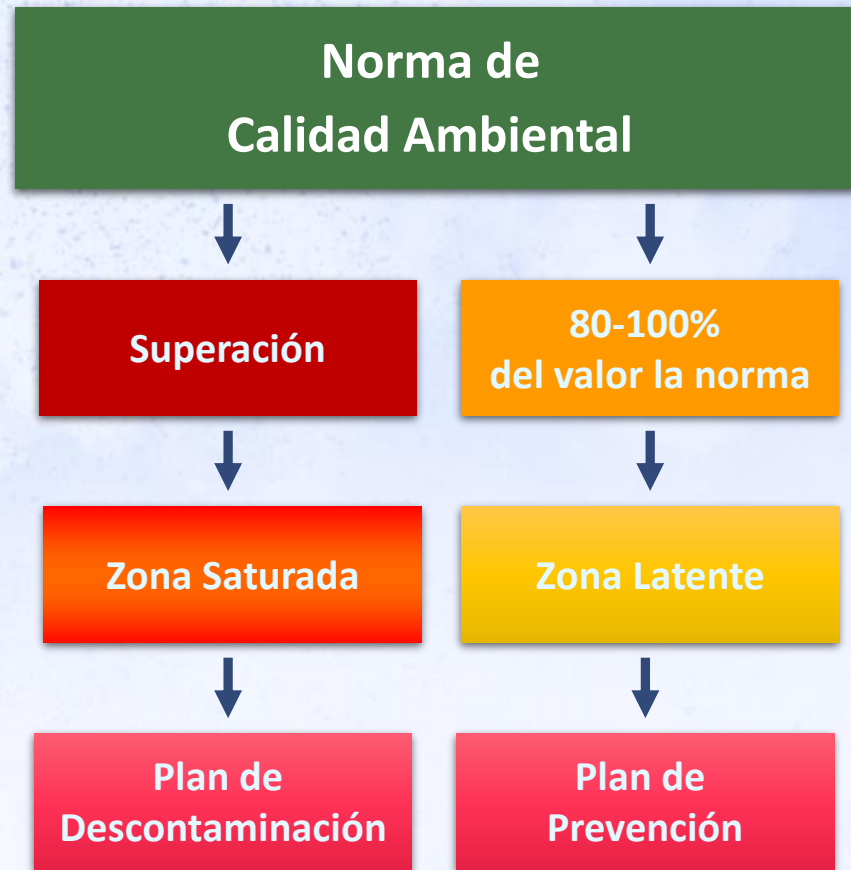 Norma de
Calidad Ambiental
Superación
80-100%
del valor la norma
Zona Saturada
Zona Latente
Plan de
Descontaminación
Plan de
Prevención